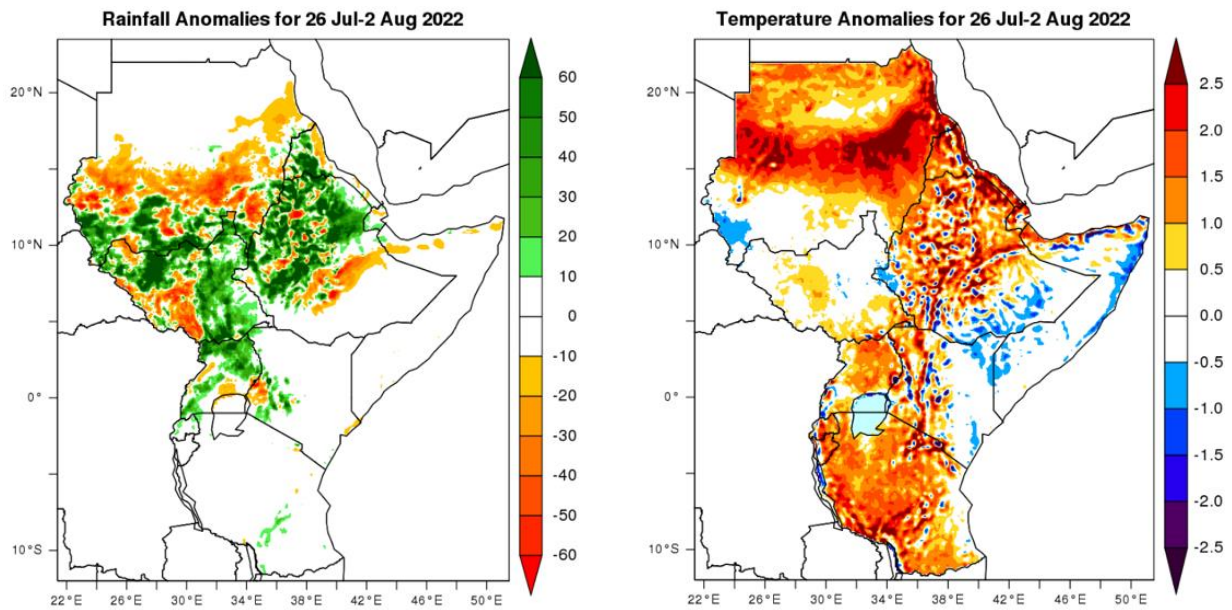 Rainfall Anomalies for 26 Jul-2 Aug 2022
20°N
10°N
0°
10°S
22°E 26°E 30°E 34°E 38°E 42°E 46°E 50°E
60
50
40
30
20
10
0
-10
-20
-30
-40
-50
-60
Temperature Anomalies for 26 Jul-2 Aug 2022
20°N
10°N
0°
10°S
22°E 26°E 30°E 34°E 38°E 42°E 46°E 50°E
2.5
2.0
1.5
1.0
0.5
0.0
-0.5
-1.0
-1.5
-2.0
-2.5